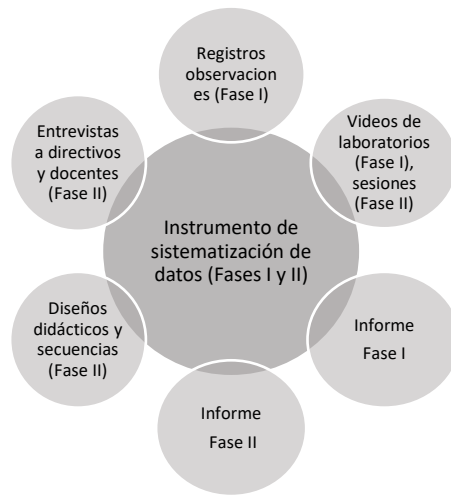 Registros
observacion
es (Fase I)
Videos de
laboratorios
(Fase I),
sesiones
(Fase II)
Informe
Fase I
Informe
Fase II
Diseños
didácticos y
secuencias
(Fase II)
Entrevistas
a directivos
y docentes
(Fase II)
Instrumento de
sistematización de
datos (Fases I y II)